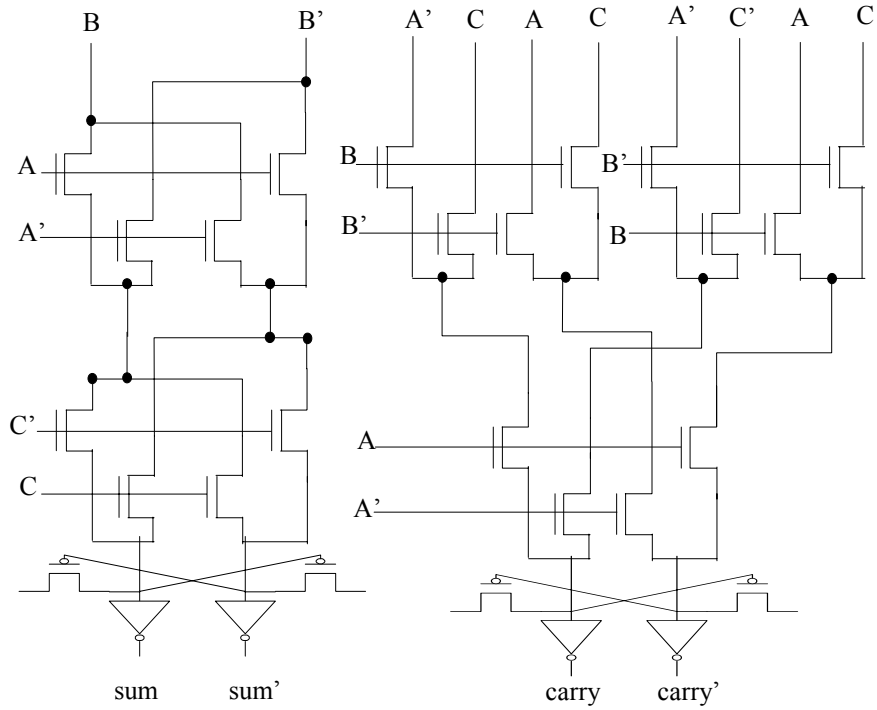 B B’ A’ C A C A’ C’ A C
A B B’
A’ B’ B
C’ A
C A’
sum sum’ carry carry’